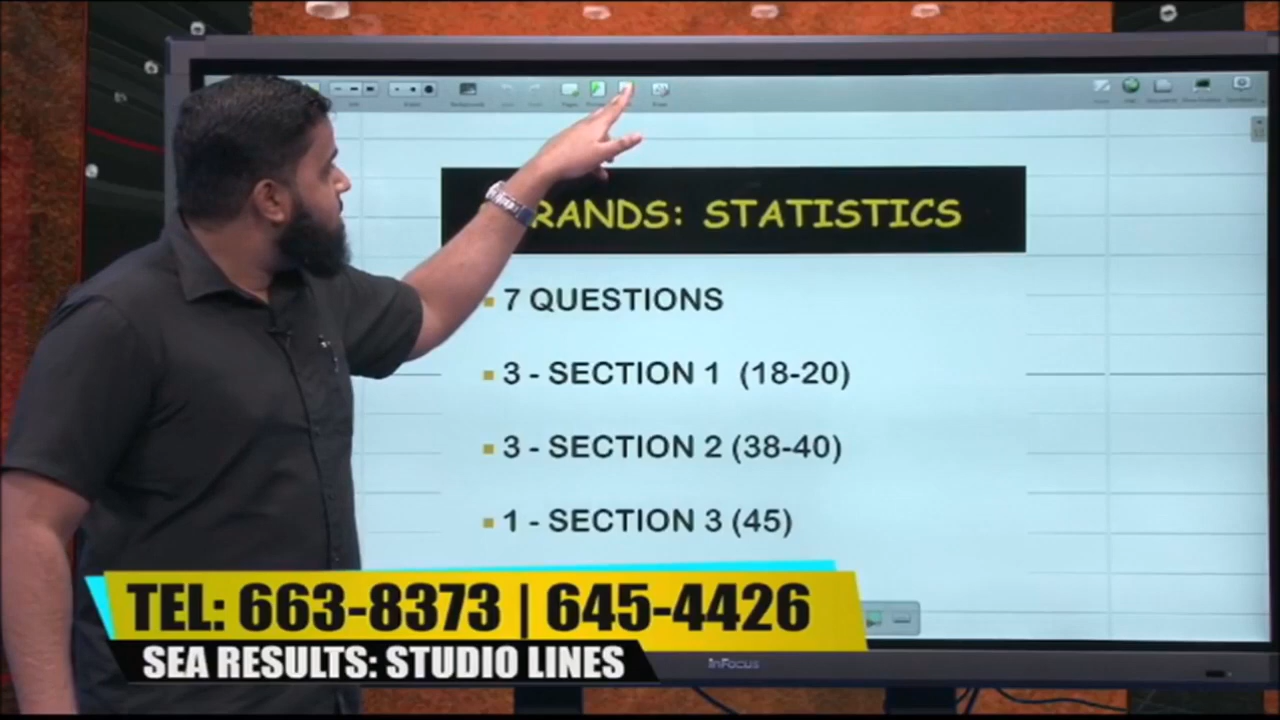 RANDS: STATISTICS
7 QUESTIONS
3 - SECTION 1 (18-20)
3 - SECTION 2 (38-40)
1 - SECTION 3 (45)
TEL: 663-8373 | 645-4426
SEA RESULTS: STUDIO LINES
InFocus